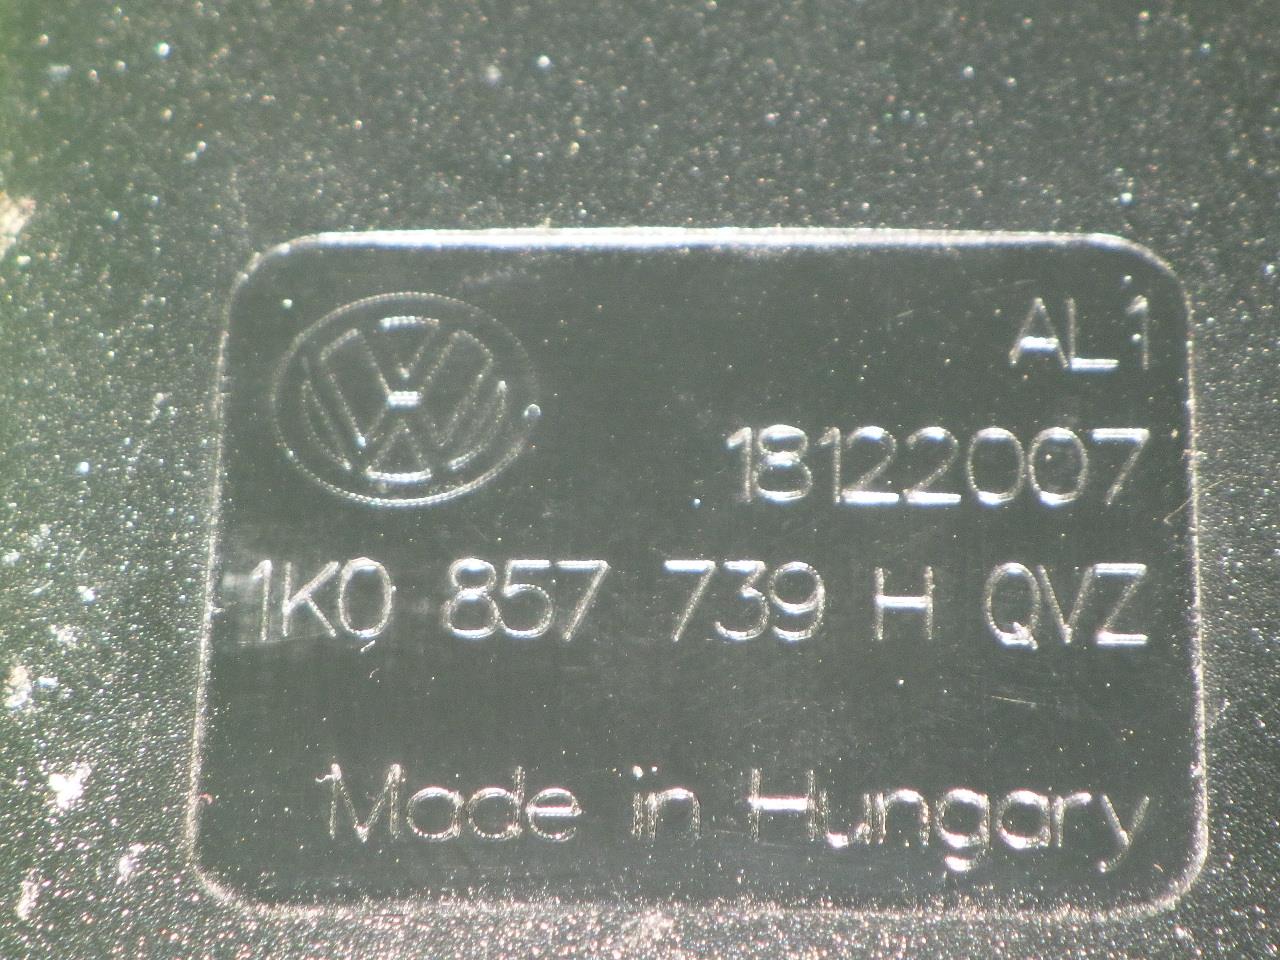 AL1
18122007
1K0 857 739 H QVZ
Made in Hungary